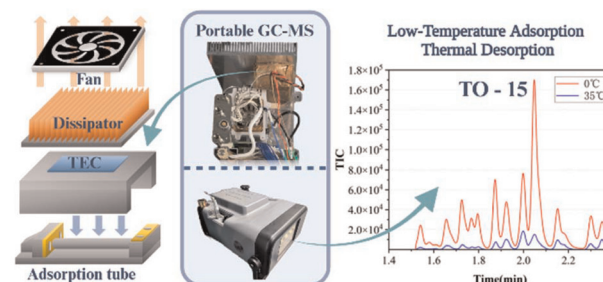 Fan
Dissipator
TEC
Adsorption tube
Portable GC-MS
Low-Temperature Adsorption
Thermal Desorption
TO - 15
0℃
35℃
TIC
1.8×10⁵
1.6×10⁵
1.4×10⁵
1.2×10⁵
1.0×10⁵
8.0×10⁴
6.0×10⁴
4.0×10⁴
2.0×10⁴
1.4
1.6
1.8
2.0
2.2
Time(min)